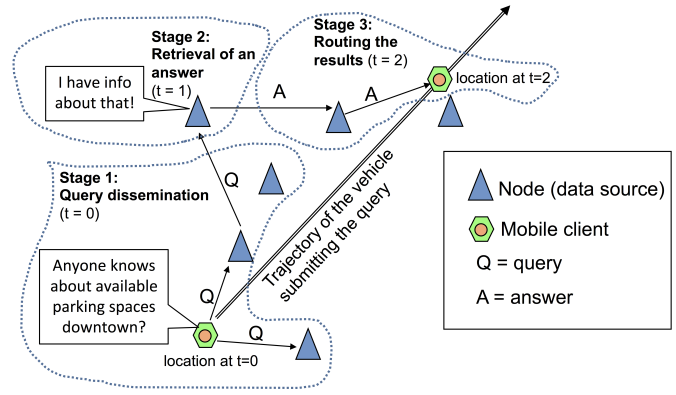 Stage 3:
Routing the
results (t = 2)
Stage 2:
Retrieval of an
answer
(t = 1)
location at t=2
I have info
about that!
A
A
Stage 1:
Query dissemination
(t = 0)
Q
Trajectory of the vehicle
submitting the query
Node (data source)
Mobile client
Q = query
A = answer
Anyone knows
about available
parking spaces
downtown?
Q
Q
location at t=0